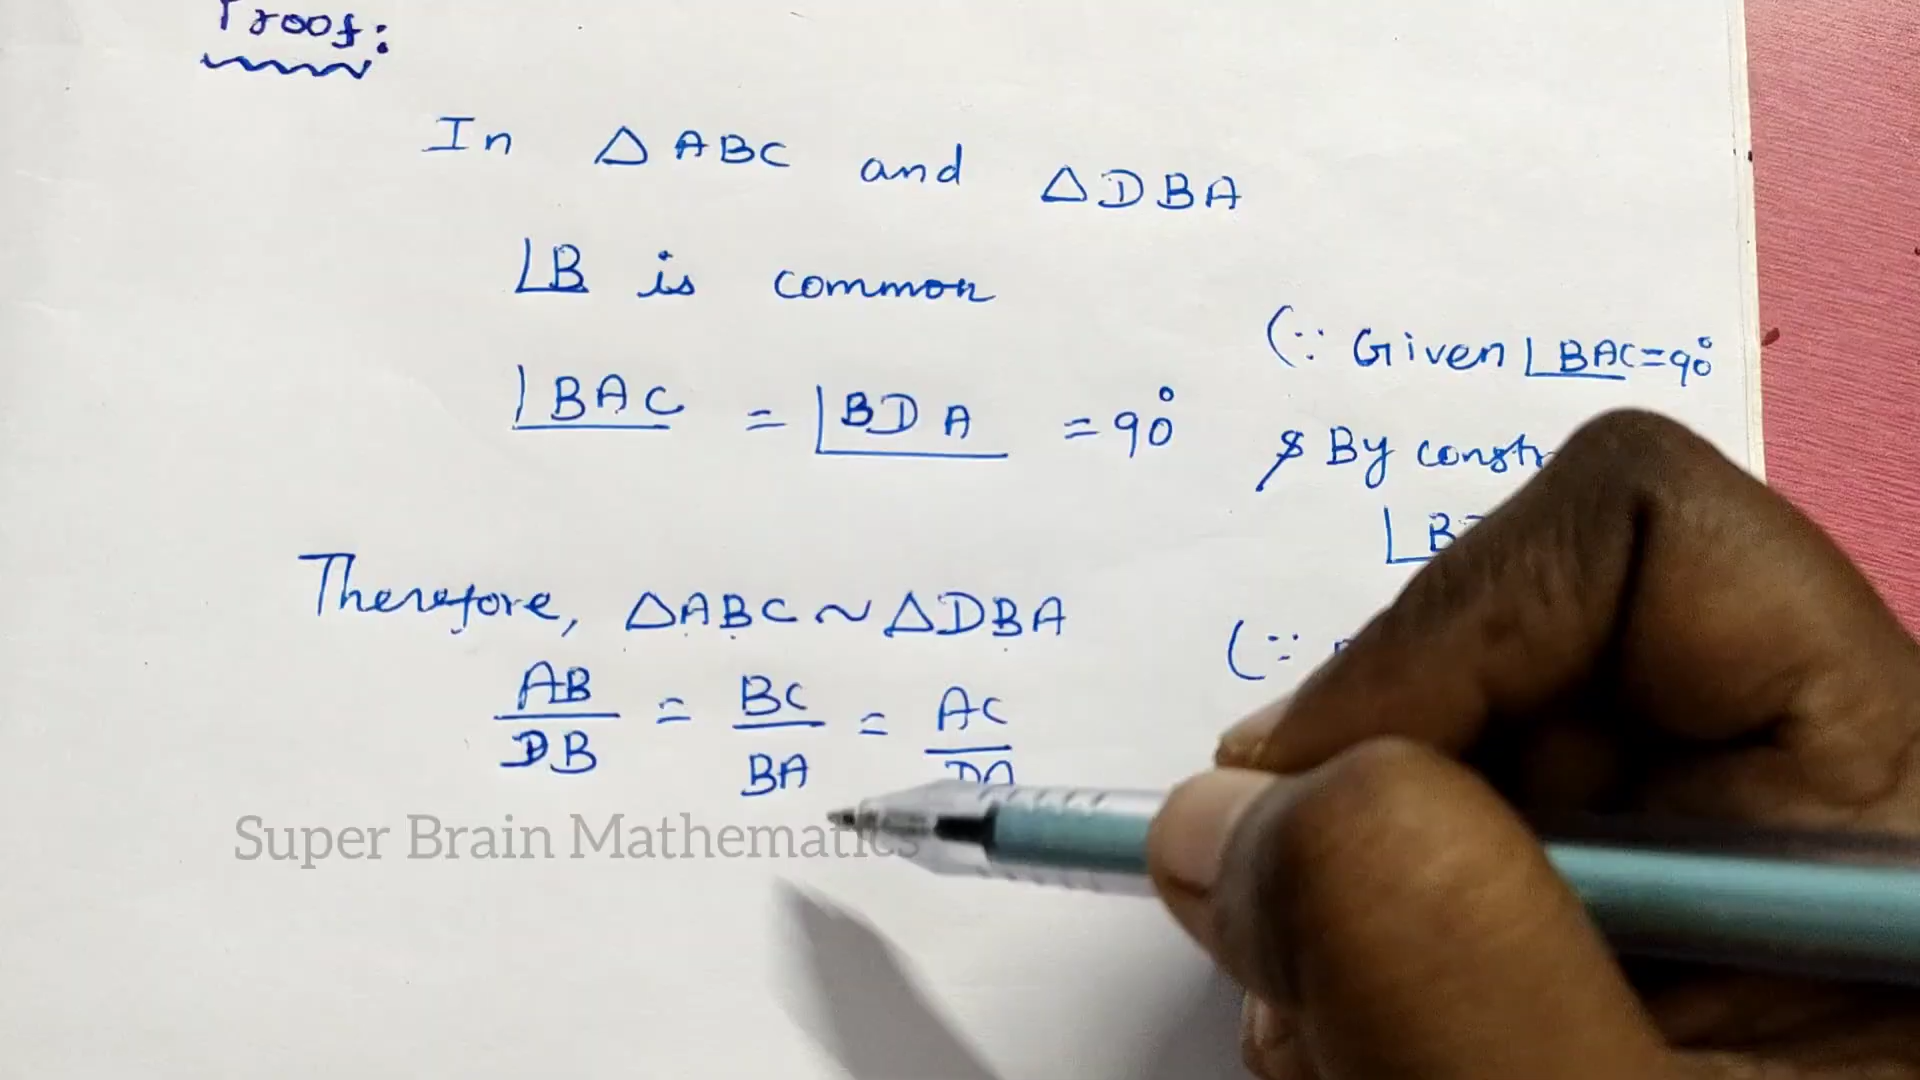 Proof:
In △ABC and △DBA
∠B is common
∠BAC = ∠BDA = 90°
(∵ Given ∠BAC = 90°
& By constr
∠B
Therefore, △ABC ~ △DBA
(∵
AB/DB = BC/BA = AC/DA
Super Brain Mathematics